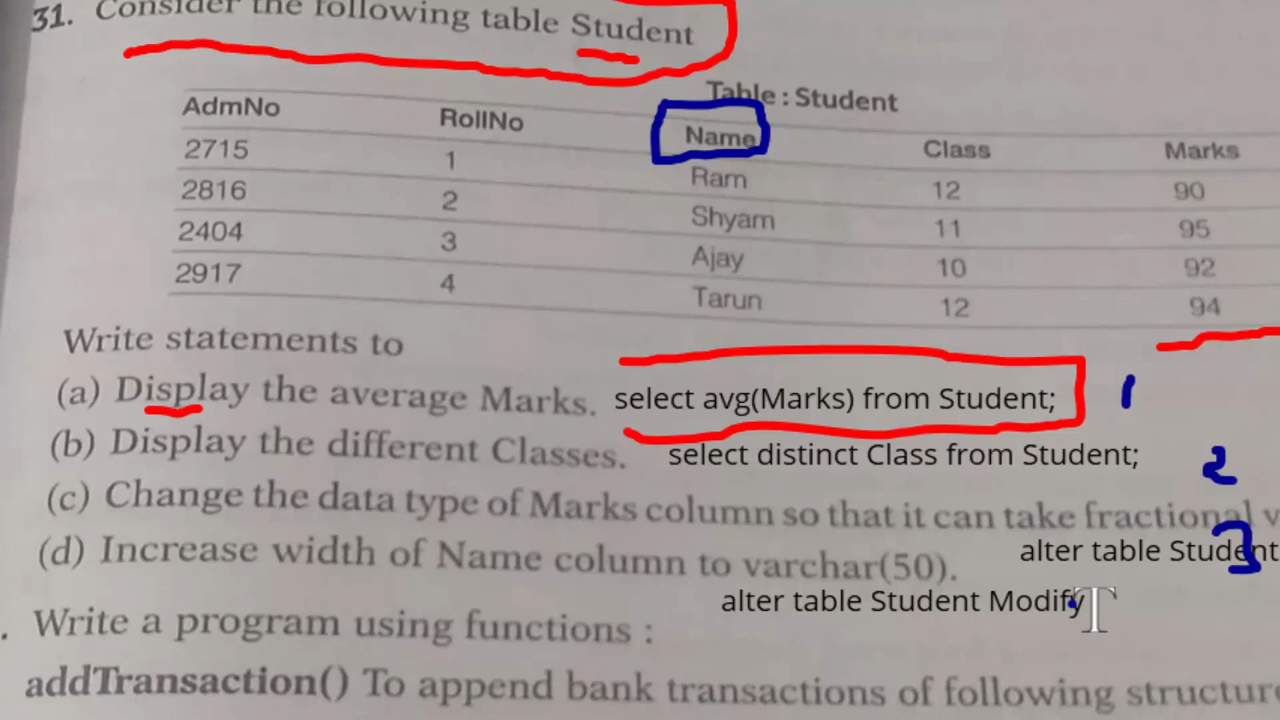 31. Consider the following table Student
Table : Student
AdmNo RollNo Name Class Marks
2715 1 Ram 12 90
2816 2 Shyam 11 95
2404 3 Ajay 10 92
2917 4 Tarun 12 94
Write statements to
(a) Display the average Marks. select avg(Marks) from Student; 1
(b) Display the different Classes. select distinct Class from Student; 2
(c) Change the data type of Marks column so that it can take fractional v
alter table Student 3
(d) Increase width of Name column to varchar(50).
alter table Student Modify
. Write a program using functions :
addTransaction() To append bank transactions of following structure